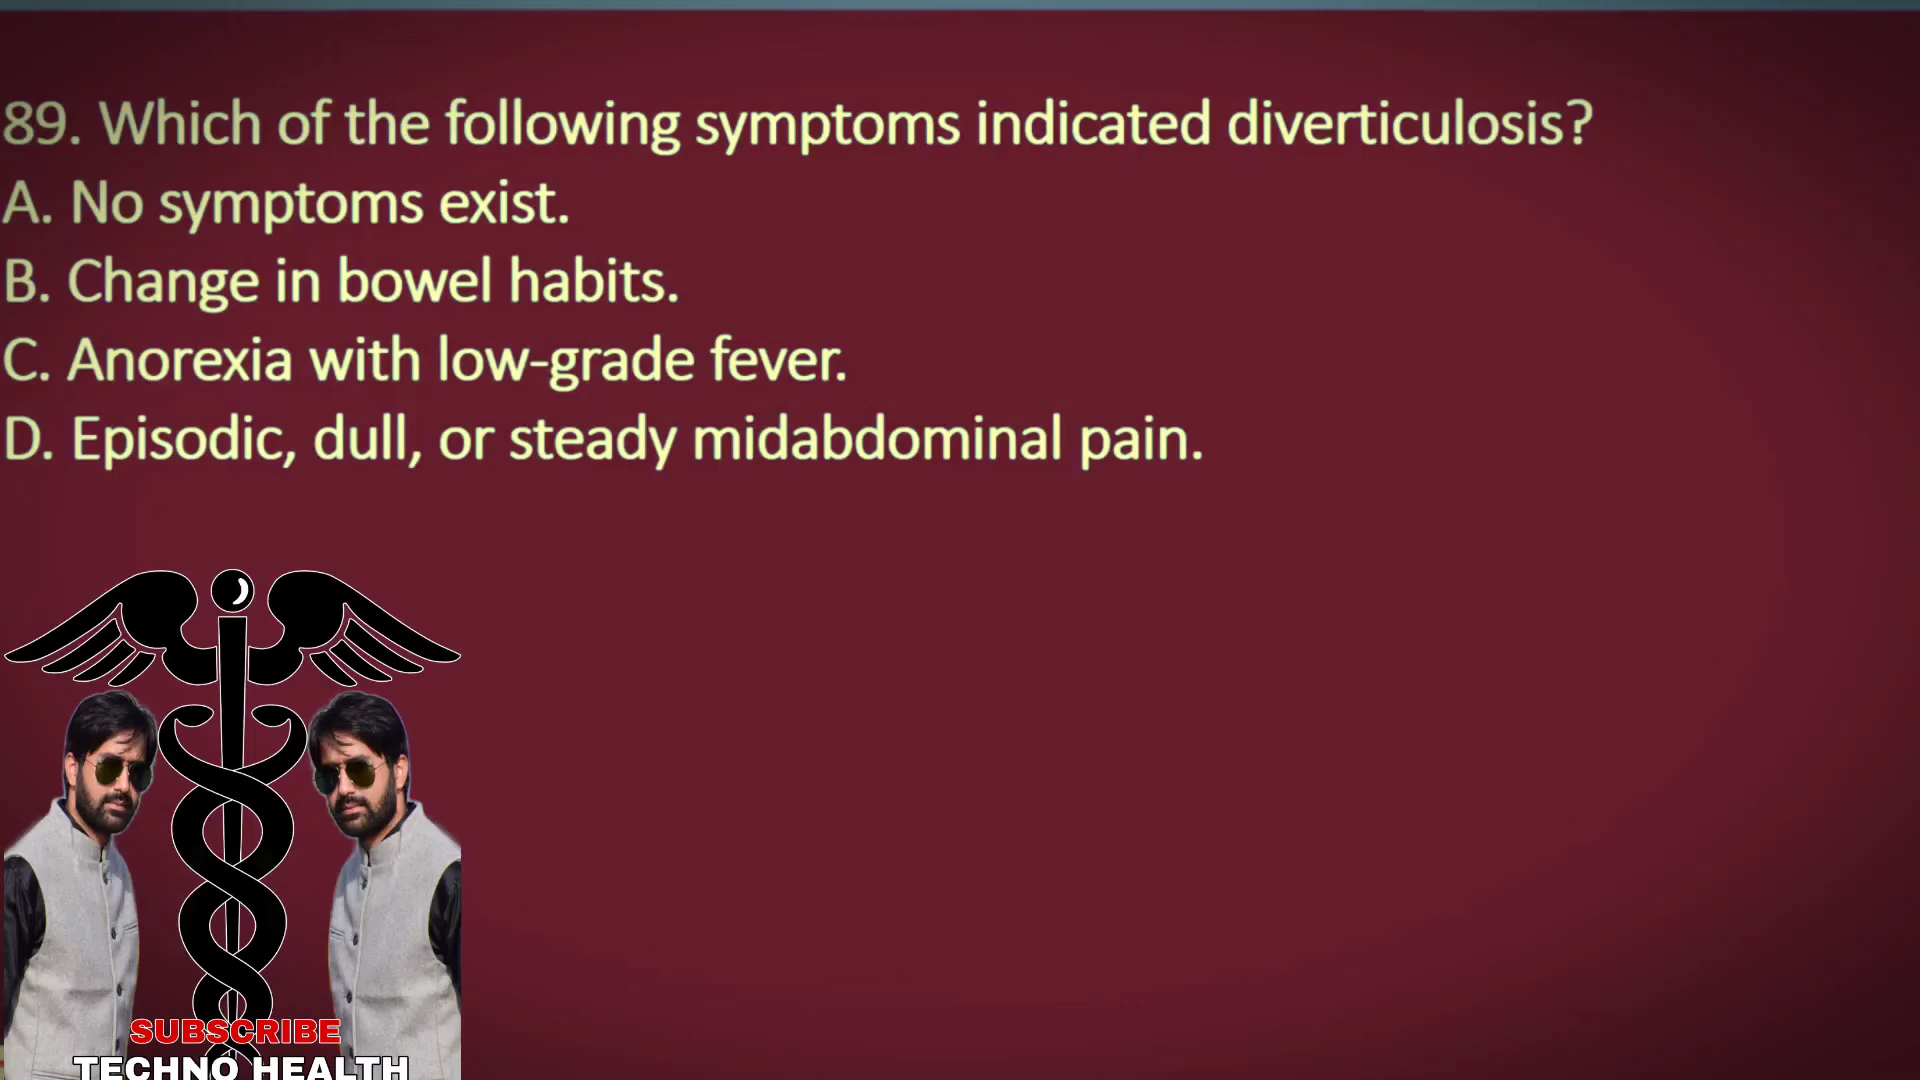 89. Which of the following symptoms indicated diverticulosis?
A. No symptoms exist.
B. Change in bowel habits.
C. Anorexia with low-grade fever.
D. Episodic, dull, or steady midabdominal pain.
SUBSCRIBE
TECHNO HEALTH